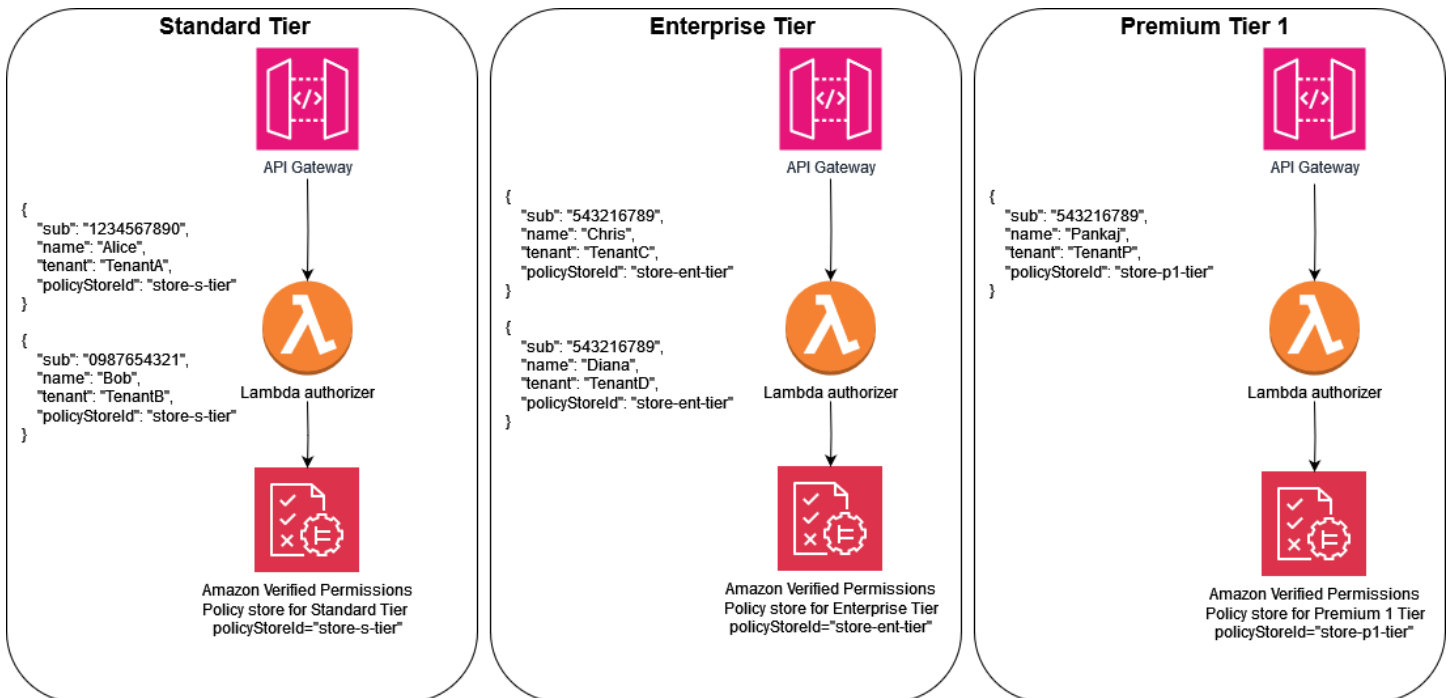 Standard Tier
</>
API Gateway
{
"sub": "1234567890",
"name": "Alice",
"tenant": "TenantA",
"policyStoreId": "store-s-tier"
}
{
"sub": "0987654321",
"name": "Bob",
"tenant": "TenantB",
"policyStoreId": "store-s-tier"
}
Lambda authorizer
Amazon Verified Permissions
Policy store for Standard Tier
policyStoreId="store-s-tier"
Enterprise Tier
</>
API Gateway
{
"sub": "543216789",
"name": "Chris",
"tenant": "TenantC",
"policyStoreId": "store-ent-tier"
}
{
"sub": "543216789",
"name": "Diana",
"tenant": "TenantD",
"policyStoreId": "store-ent-tier"
}
Lambda authorizer
Amazon Verified Permissions
Policy store for Enterprise Tier
policyStoreId="store-ent-tier"
Premium Tier 1
</>
API Gateway
{
"sub": "543216789",
"name": "Pankaj",
"tenant": "TenantP",
"policyStoreId": "store-p1-tier"
}
Lambda authorizer
Amazon Verified Permissions
Policy store for Premium 1 Tier
policyStoreId="store-p1-tier"